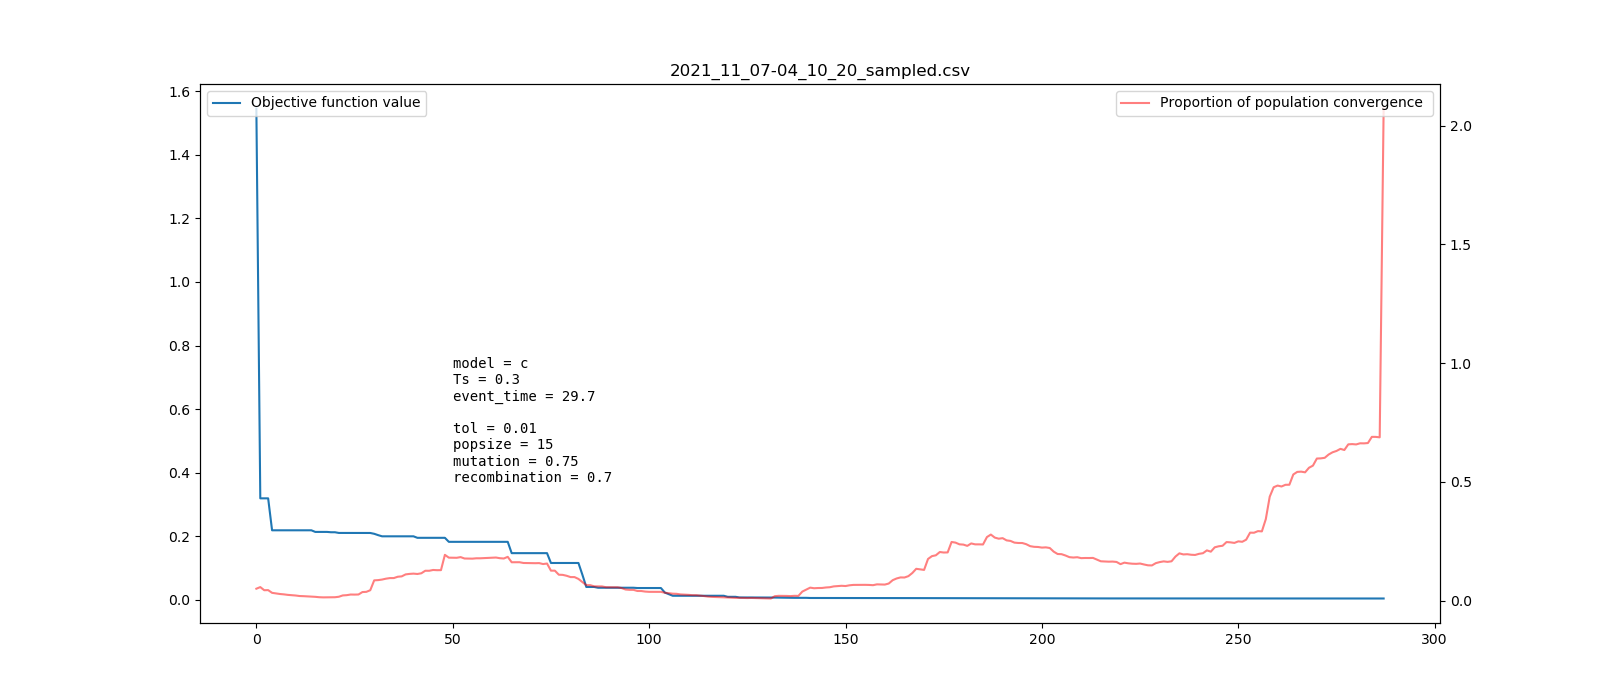 2021_11_07-04_10_20_sampled.csv
Objective function value
Proportion of population convergence
1.6
1.4
1.2
1.0
0.8
0.6
0.4
0.2
0.0
model = c
Ts = 0.3
event_time = 29.7
tol = 0.01
popsize = 15
mutation = 0.75
recombination = 0.7
2.0
1.5
1.0
0.5
0.0
0 50 100 150 200 250 300